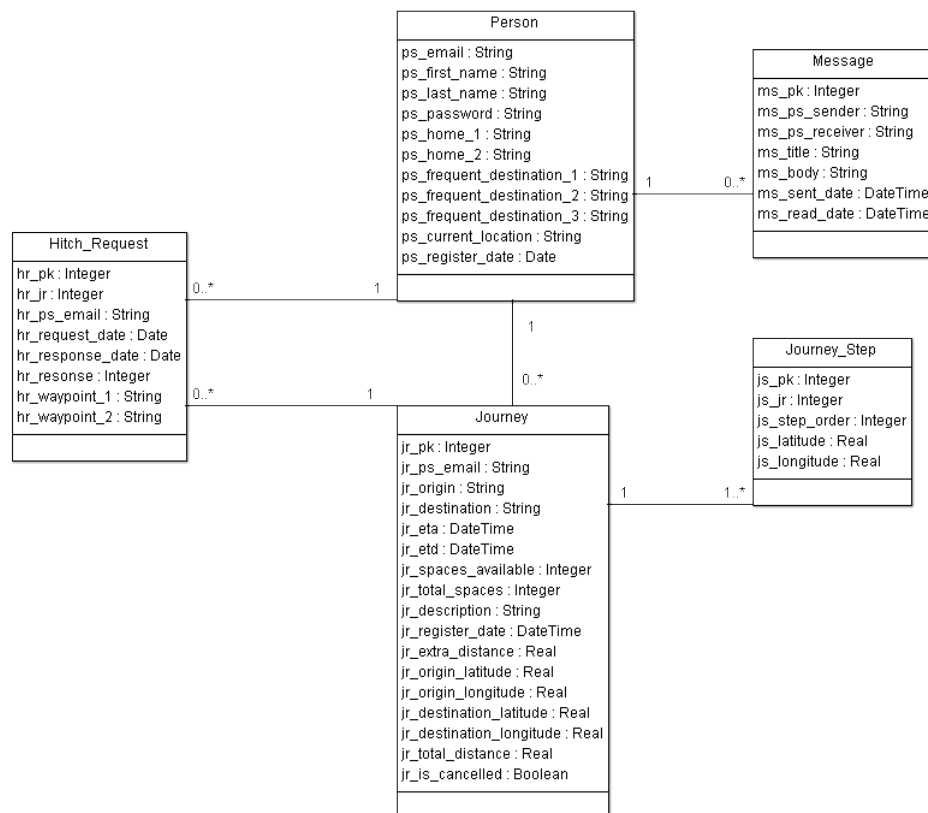 Person
ps_email : String
ps_first_name : String
ps_last_name : String
ps_password : String
ps_home_1 : String
ps_home_2 : String
ps_frequent_destination_1 : String
ps_frequent_destination_2 : String
ps_frequent_destination_3 : String
ps_current_location : String
ps_register_date : Date
Message
ms_pk : Integer
ms_ps_sender : String
ms_ps_receiver : String
ms_title : String
ms_body : String
ms_sent_date : DateTime
ms_read_date : DateTime
1
0..*
Hitch_Request
hr_pk : Integer
hr_jr : Integer
hr_ps_email : String
hr_request_date : Date
hr_response_date : Date
hr_resonse : Integer
hr_waypoint_1 : String
hr_waypoint_2 : String
0..*
1
1
0..*
0..*
1
Journey_Step
js_pk : Integer
js_jr : Integer
js_step_order : Integer
js_latitude : Real
js_longitude : Real
Journey
jr_pk : Integer
jr_ps_email : String
jr_origin : String
jr_destination : String
jr_eta : DateTime
jr_etd : DateTime
jr_spaces_available : Integer
jr_total_spaces : Integer
jr_description : String
jr_register_date : DateTime
jr_extra_distance : Real
jr_origin_latitude : Real
jr_origin_longitude : Real
jr_destination_latitude : Real
jr_destination_longitude : Real
jr_total_distance : Real
jr_is_cancelled : Boolean
1
1..*